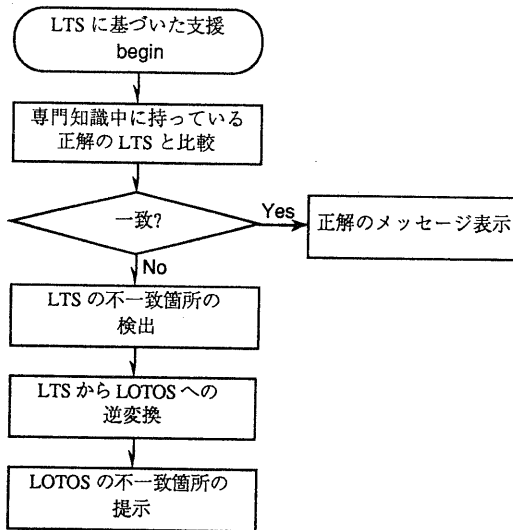 LTS に基づいた支援
begin
専門知識中に持っている
正解の LTS と比較
一致?
Yes
正解のメッセージ表示
No
LTS の不一致箇所の
検出
LTS から LOTOS への
逆変換
LOTOS の不一致箇所の
提示